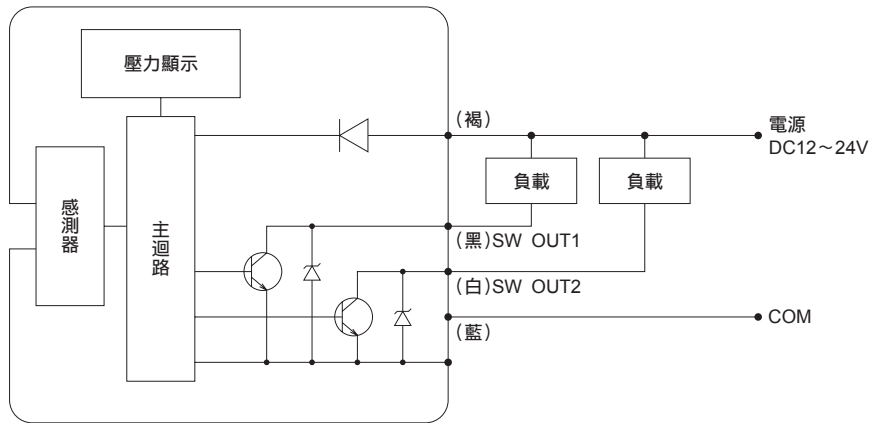 壓力顯示
(褐)
電源
DC12～24V
負載
負載
感測器
主迴路
(黑)SW OUT1
(白)SW OUT2
(藍)
COM